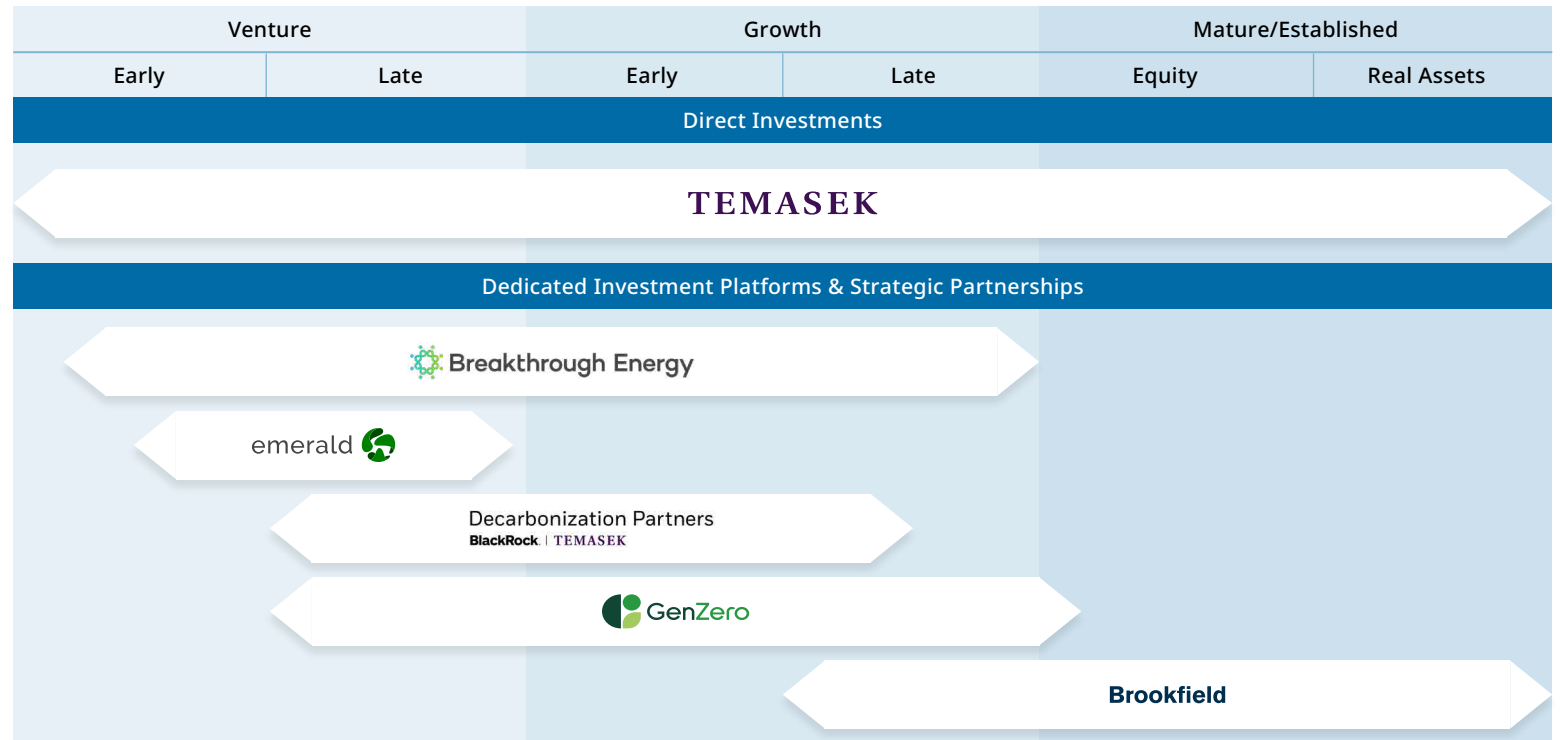 Venture Growth Mature/Established
Early Late Early Late Equity Real Assets
Direct Investments
TEMASEK
Dedicated Investment Platforms & Strategic Partnerships
Breakthrough Energy
emerald
Decarbonization Partners
BlackRock. | TEMASEK
GenZero
Brookfield